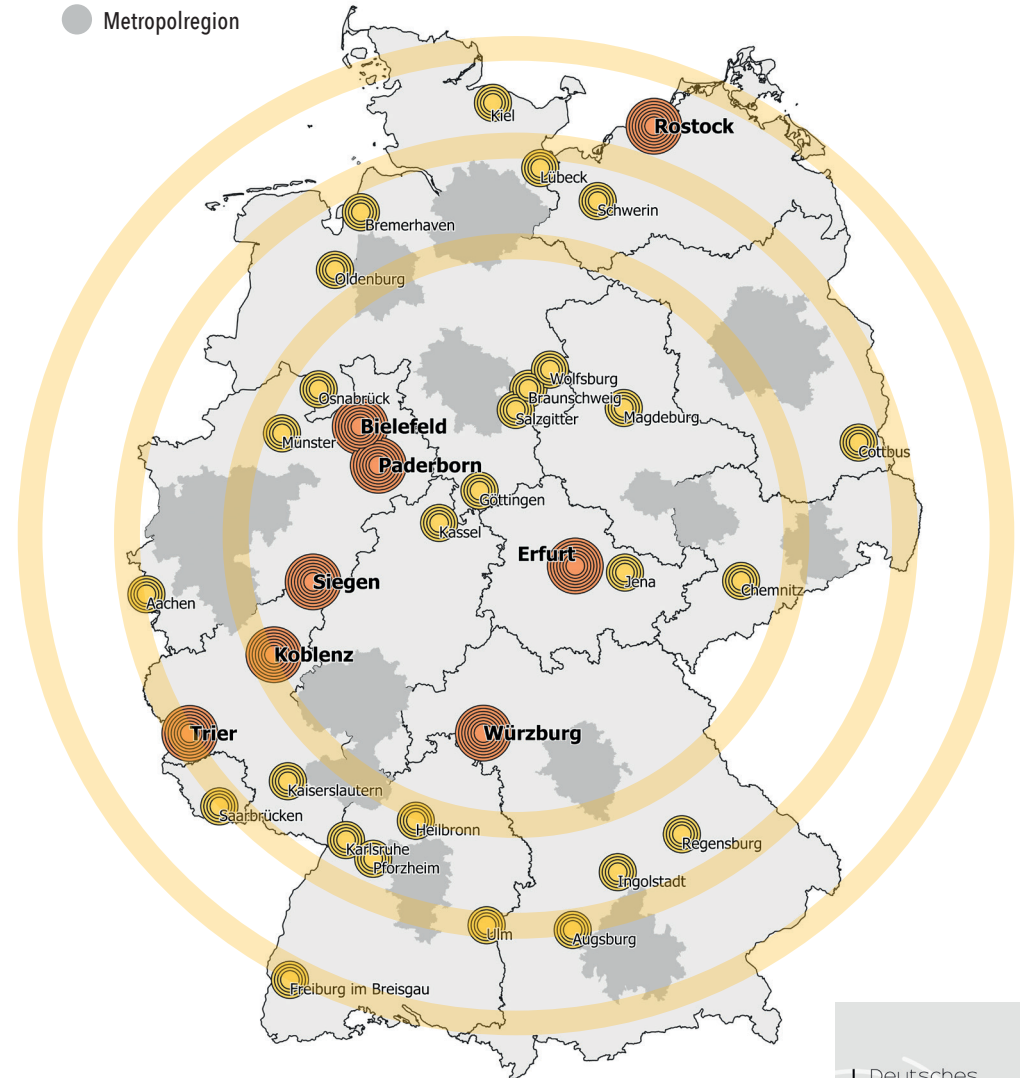 Metropolregion
Kiel
Rostock
Lübeck
Schwerin
Bremerhaven
Oldenburg
Wolfsburg
Osnabrück
Braunschweig
Salzgitter
Magdeburg
Bielefeld
Münster
Cottbus
Paderborn
Göttingen
Kassel
Erfurt
Siegen
Jena
Chemnitz
Aachen
Koblenz
Trier
Würzburg
Kaiserslautern
Saarbrücken
Heilbronn
Karlsruhe
Regensburg
Pforzheim
Ingolstadt
Ulm
Augsburg
Freiburg im Breisgau
Deutsches